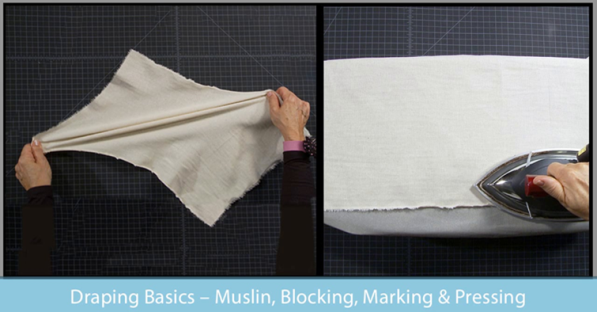 Draping Basics – Muslin, Blocking, Marking & Pressing